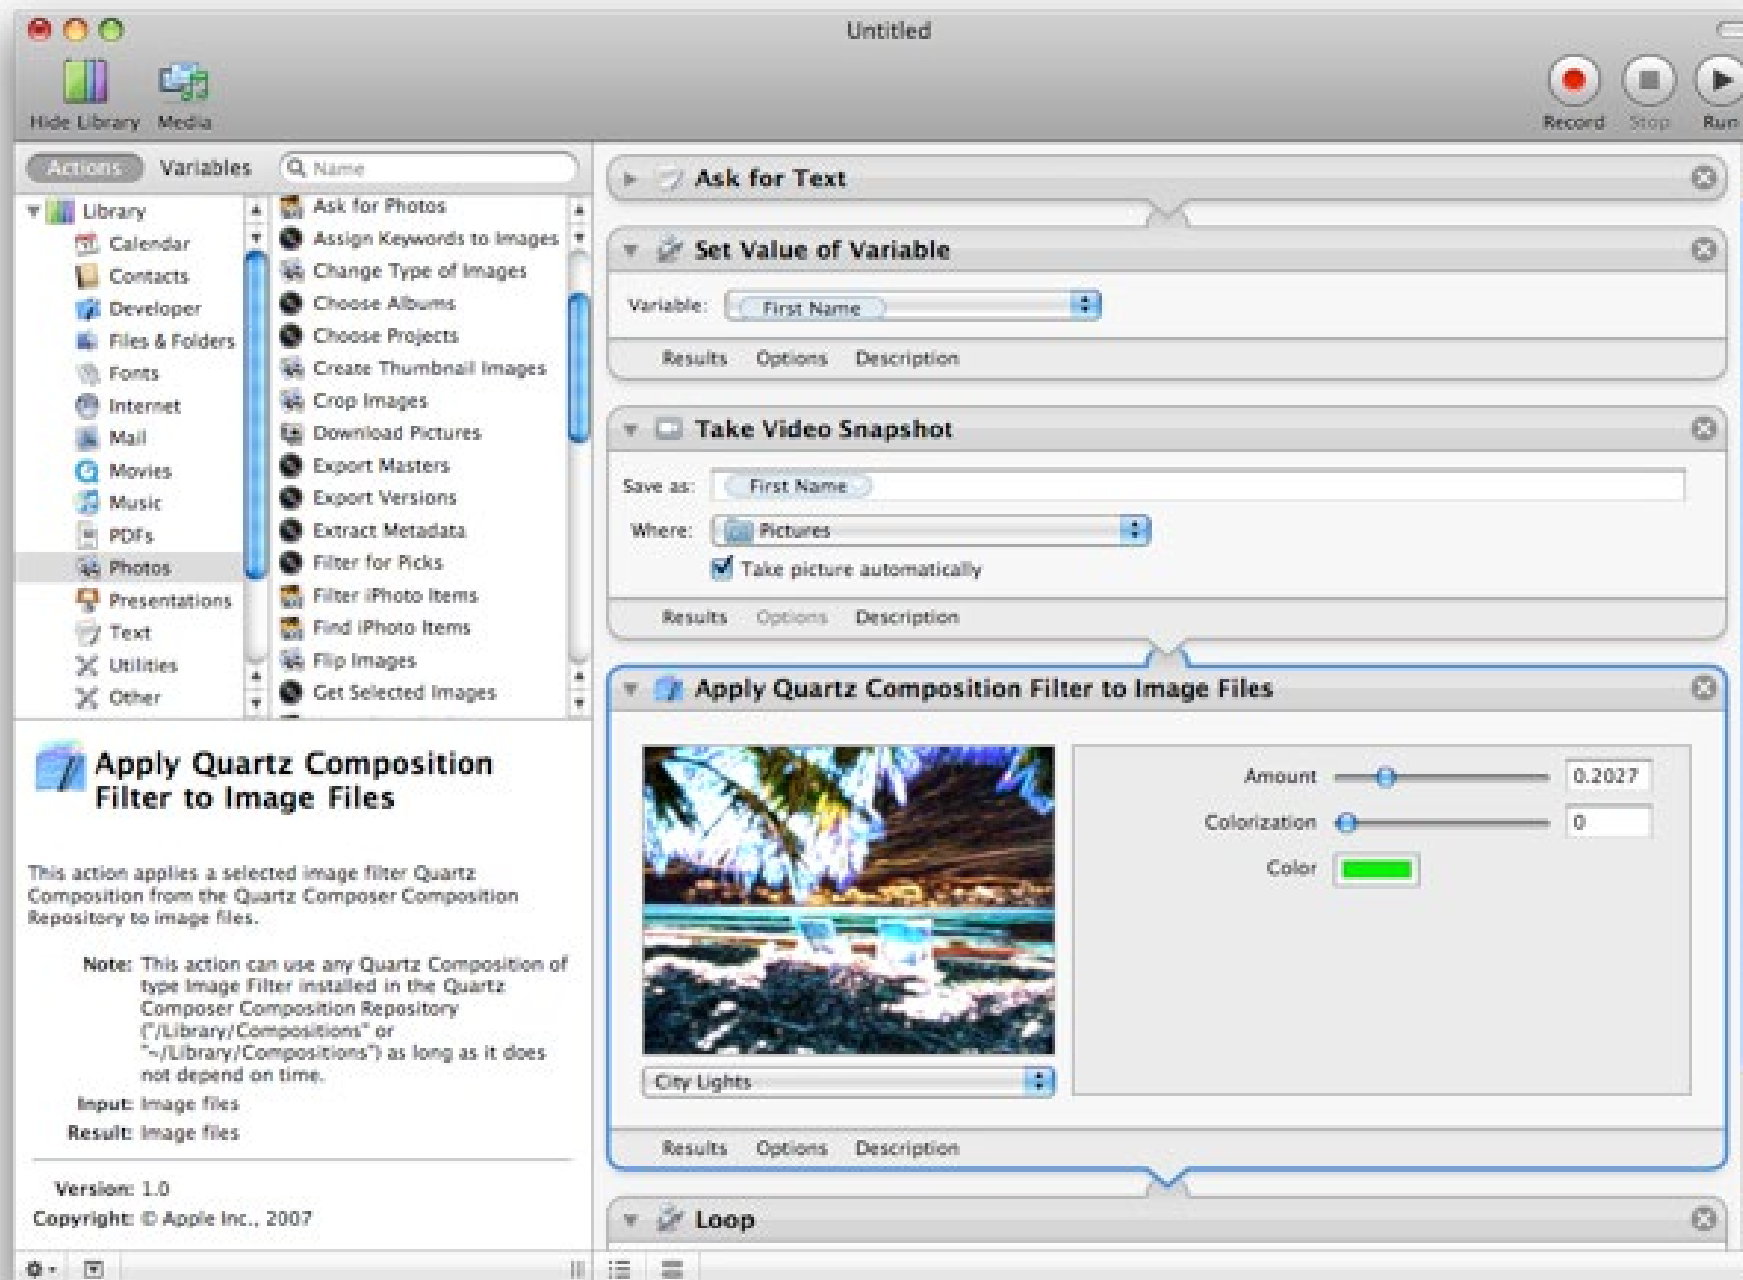 Untitled
Hide Library Media
Record Stop Run
Actions Variables Name
Library
Calendar
Contacts
Developer
Files & Folders
Fonts
Internet
Mail
Movies
Music
PDFs
Photos
Presentations
Text
Utilities
Other
Ask for Photos
Assign Keywords to Images
Change Type of Images
Choose Albums
Choose Projects
Create Thumbnail Images
Crop Images
Download Pictures
Export Masters
Export Versions
Extract Metadata
Filter for Picks
Filter iPhoto Items
Find iPhoto Items
Flip Images
Get Selected Images
Apply Quartz Composition
Filter to Image Files
This action applies a selected image filter Quartz
Composition from the Quartz Composer Composition
Repository to image files.
Note: This action can use any Quartz Composition of
type Image Filter installed in the Quartz
Composer Composition Repository
("/Library/Compositions" or
"~/Library/Compositions") as long as it does
not depend on time.
Input: Image files
Result: Image files
Version: 1.0
Copyright: © Apple Inc., 2007
Ask for Text
Set Value of Variable
Variable: First Name
Results Options Description
Take Video Snapshot
Save as: First Name
Where: Pictures
Take picture automatically
Results Options Description
Apply Quartz Composition Filter to Image Files
Amount 0.2027
Colorization 0
Color
City Lights
Results Options Description
Loop